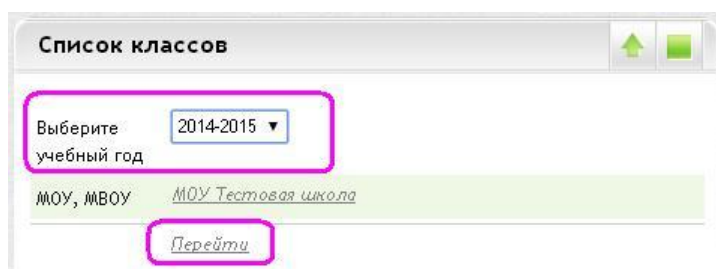 Список классов
Выберите 2014-2015
учебный год
МОУ, МВОУ МОУ Тестовая школа
Перейти